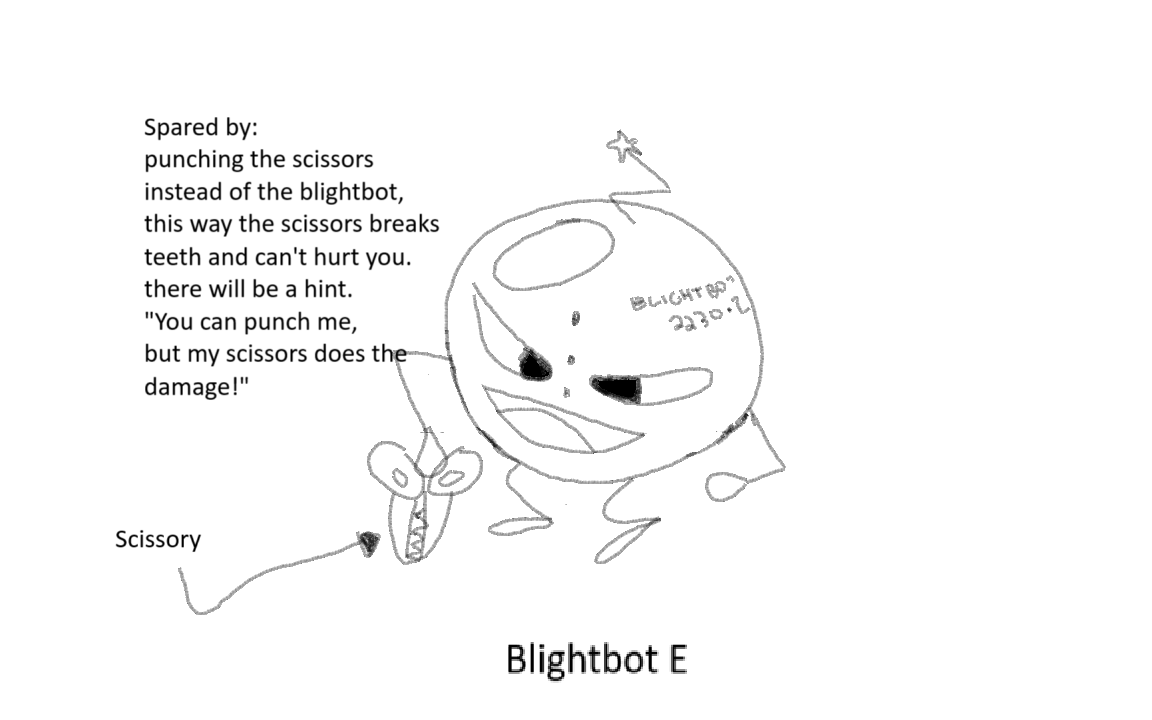 Spared by:
punching the scissors
instead of the blightbot,
this way the scissors breaks
teeth and can't hurt you.
there will be a hint.
"You can punch me,
but my scissors does the
damage!"
BLIGHTBOT
2230.2
Scissory
Blightbot E